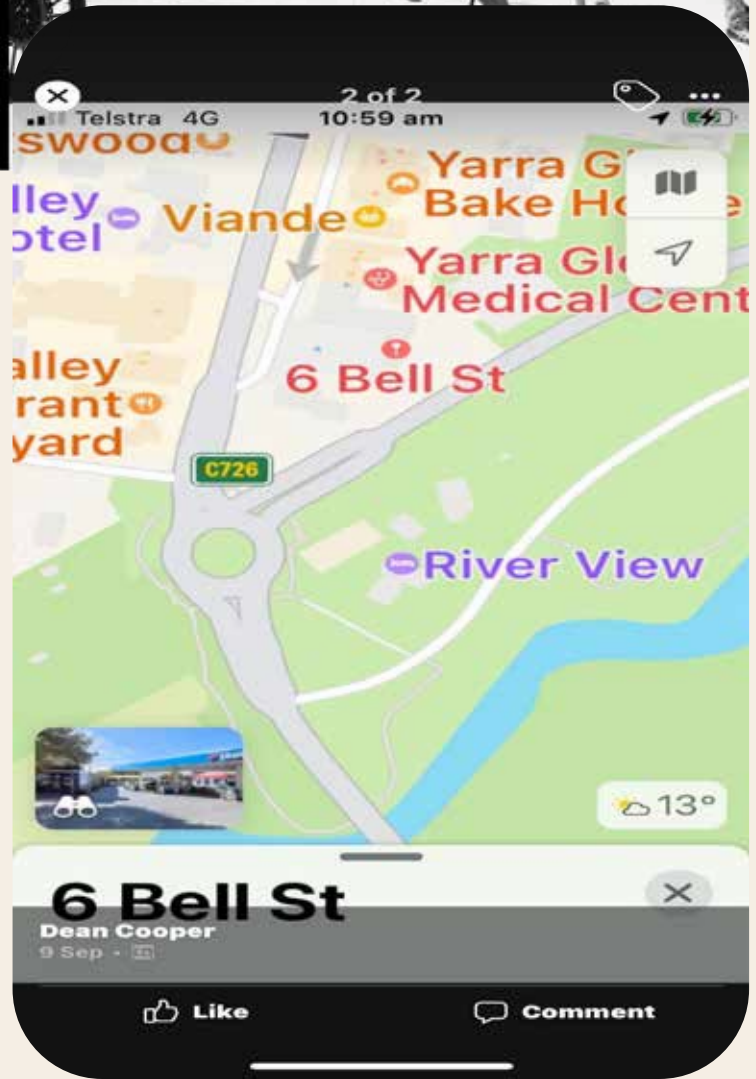 2 of 2
Telstra 4G 10:59 am
swood
Yarra Gl
Bake Ho e
lley
otel
Viande
Yarra Gl
Medical Cent
6 Bell St
alley
rant
yard
C726
River View
13°
6 Bell St
Dean Cooper
9 Sep
Like
Comment